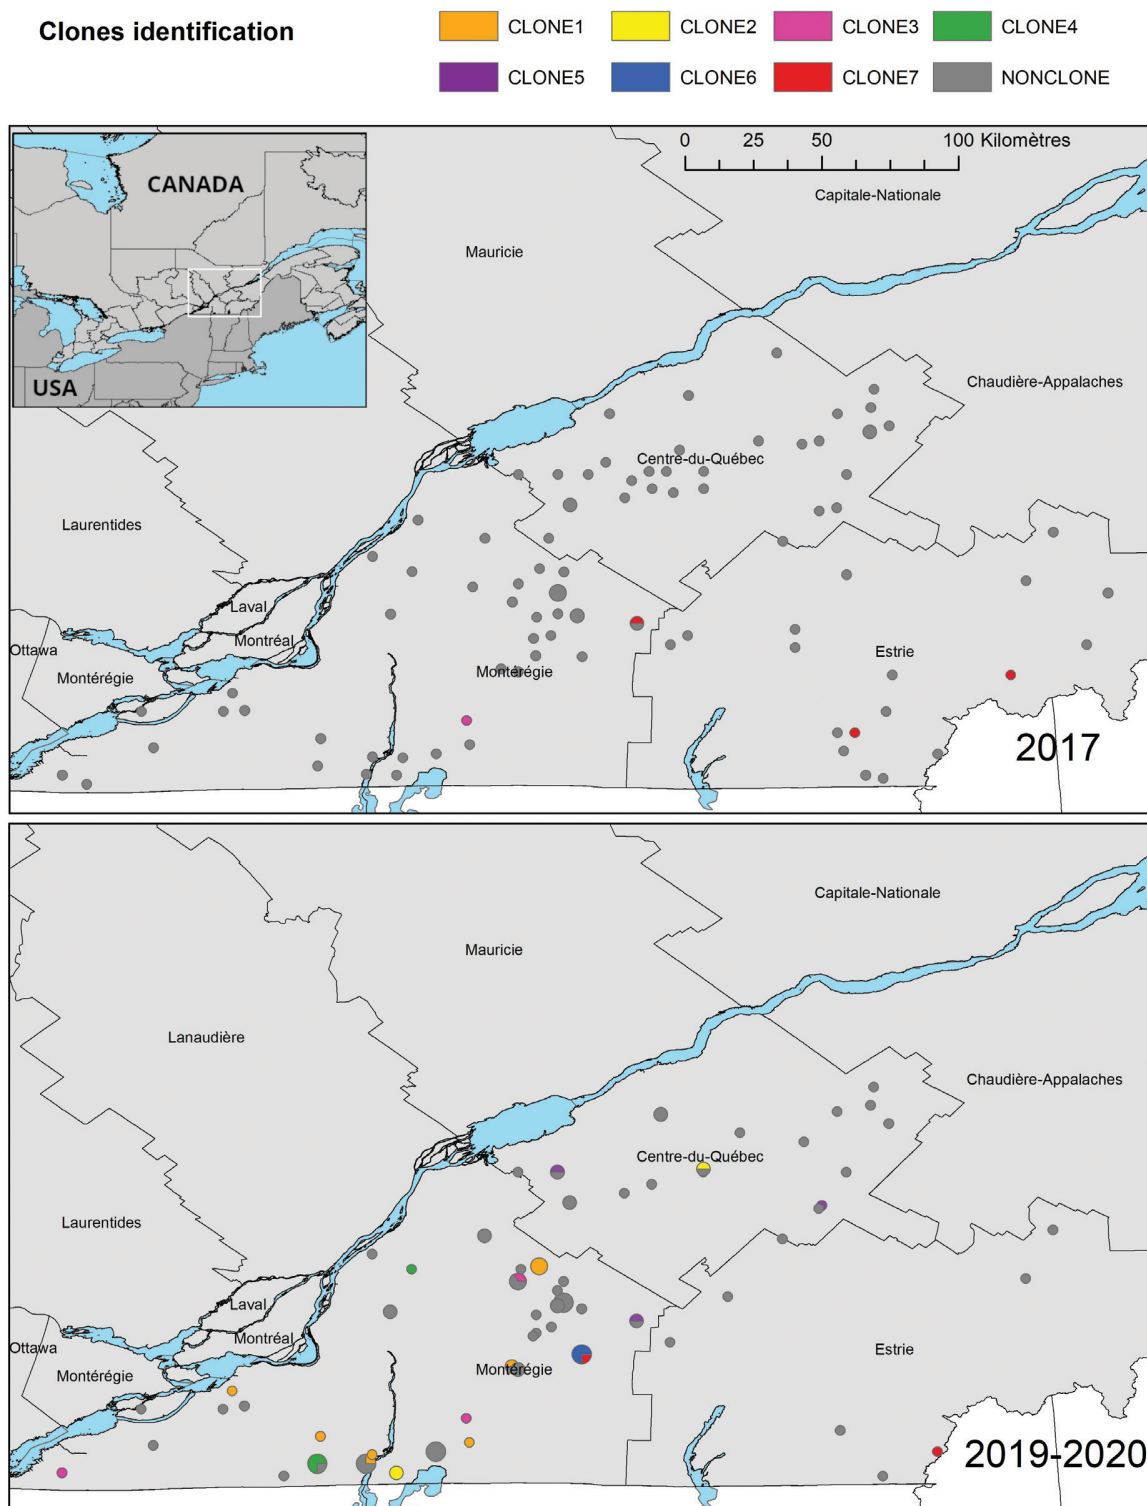 Clones identification
CLONE1
CLONE2
CLONE3
CLONE4
CLONE5
CLONE6
CLONE7
NONCLONE
0 25 50 100 Kilomètres
CANADA
USA
Capitale-Nationale
Mauricie
Chaudière-Appalaches
Centre-du-Québec
Laurentides
Laval
Montréal
Ottawa
Montérégie
Montérégie
Estrie
2017
Capitale-Nationale
Mauricie
Lanaudière
Chaudière-Appalaches
Centre-du-Québec
Laurentides
Laval
Montréal
Ottawa
Montérégie
Montérégie
Estrie
2019-2020